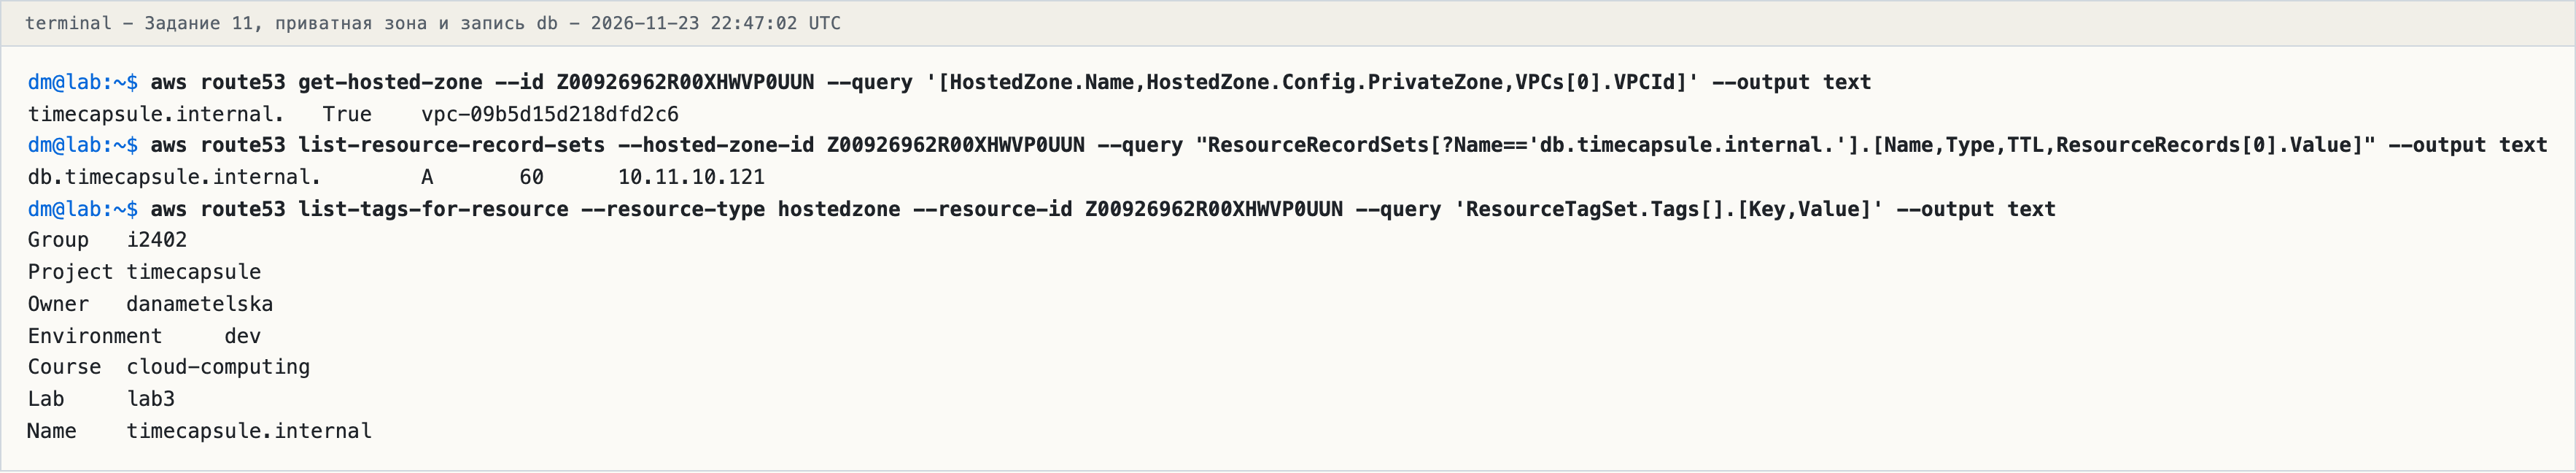 terminal — Задание 11, приватная зона и запись db — 2026-11-23 22:47:02 UTC
dm@lab:~$ aws route53 get-hosted-zone --id Z00926962R00XHWVP0UUN --query '[HostedZone.Name,HostedZone.Config.PrivateZone,VPCs[0].VPCId]' --output text
timecapsule.internal. True vpc-09b5d15d218dfd2c6
dm@lab:~$ aws route53 list-resource-record-sets --hosted-zone-id Z00926962R00XHWVP0UUN --query "ResourceRecordSets[?Name=='db.timecapsule.internal.'].[Name,Type,TTL,ResourceRecords[0].Value]" --output text
db.timecapsule.internal. A 60 10.11.10.121
dm@lab:~$ aws route53 list-tags-for-resource --resource-type hostedzone --resource-id Z00926962R00XHWVP0UUN --query 'ResourceTagSet.Tags[].[Key,Value]' --output text
Group i2402
Project timecapsule
Owner danametelska
Environment dev
Course cloud-computing
Lab lab3
Name timecapsule.internal